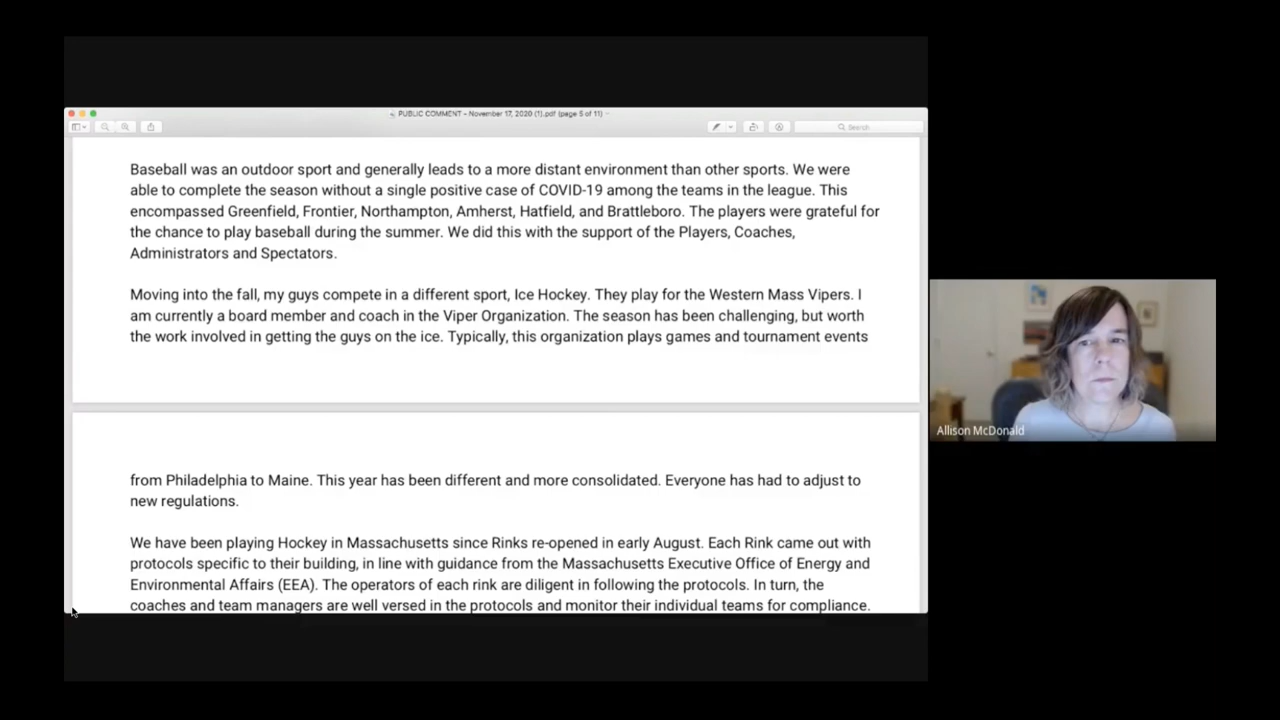 PUBLIC COMMENT - November 17, 2020 (1).pdf (page 5 of 11)
Search
Baseball was an outdoor sport and generally leads to a more distant environment than other sports. We were
able to complete the season without a single positive case of COVID-19 among the teams in the league. This
encompassed Greenfield, Frontier, Northampton, Amherst, Hatfield, and Brattleboro. The players were grateful for
the chance to play baseball during the summer. We did this with the support of the Players, Coaches,
Administrators and Spectators.
Moving into the fall, my guys compete in a different sport, Ice Hockey. They play for the Western Mass Vipers. I
am currently a board member and coach in the Viper Organization. The season has been challenging, but worth
the work involved in getting the guys on the ice. Typically, this organization plays games and tournament events
from Philadelphia to Maine. This year has been different and more consolidated. Everyone has had to adjust to
new regulations.
We have been playing Hockey in Massachusetts since Rinks re-opened in early August. Each Rink came out with
protocols specific to their building, in line with guidance from the Massachusetts Executive Office of Energy and
Environmental Affairs (EEA). The operators of each rink are diligent in following the protocols. In turn, the
coaches and team managers are well versed in the protocols and monitor their individual teams for compliance.
Allison McDonald